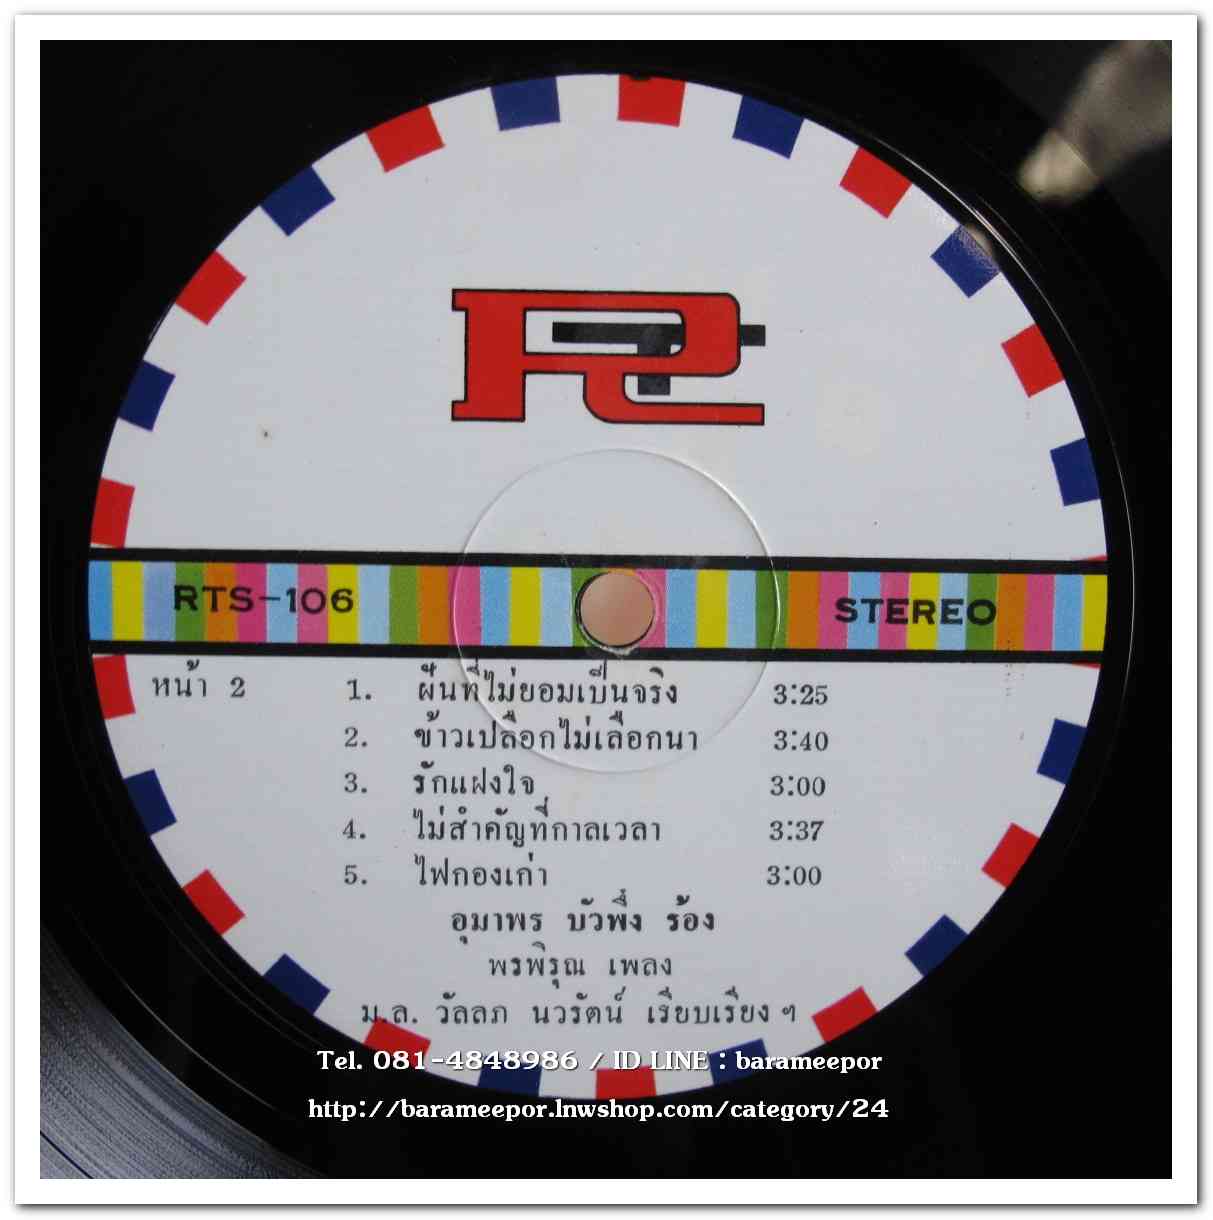 RTS-106 STEREO
หน้า 2 1. ฝันที่ไม่ยอมเป็นจริง 3:25
2. ข้าวเปลือกไม่เลือกนา 3:40
3. รักแฝงใจ 3:00
4. ไม่สำคัญที่กาลเวลา 3:37
5. ไฟกองเก่า 3:00
อุมาพร บัวพึ่ง ร้อง
พรพิรุณ เพลง
ม.ล. วัลลภ นวรัตน์ เรียบเรียง ฯ
Tel. 081-4848986 / ID LINE : barameepor
http://barameepor.lnwshop.com/category/24